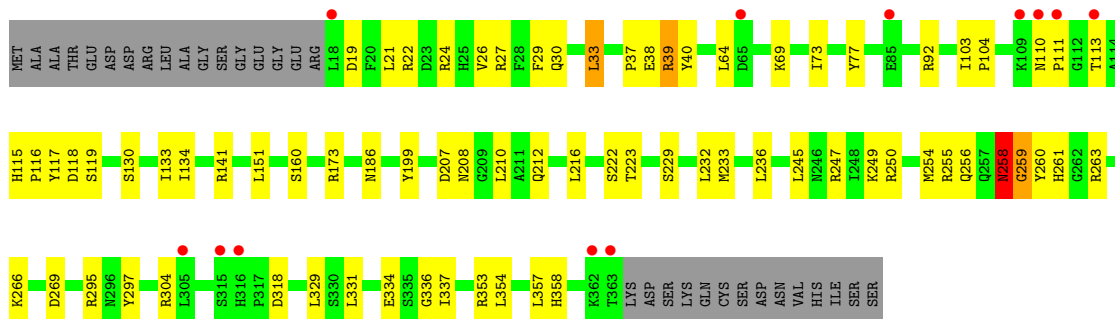 MET ALA ALA THR GLU ASP ASP ARG LEU ALA GLY SER GLY GLU GLY GLU ARG L18 D19 F20 L21 R22 D23 R24 H25 V26 R27 F28 F29 Q30 L33 P37 E38 R39 Y40 L64 D65 K69 I73 Y77 E85 R92 I103 P104 K109 N110 P111 G112 T113 A114
H115 P116 Y117 D118 S119 S130 I133 I134 R141 L151 S160 R173 N186 Y199 D207 N208 G209 L210 A211 Q212 L216 S222 T223 S229 L232 M233 L236 L245 N246 R247 I248 K249 R250 M254 R255 Q256 Q257 N258 G259 Y260 H261 G262 R263
K266 D269 R295 N296 Y297 R304 L305 S315 H316 P317 D318 L329 S330 L331 E334 S335 G336 I337 R353 L354 L357 H358 K362 T363 LYS ASP SER LYS GLN CYS SER ASP ASN VAL HIS ILE SER SER